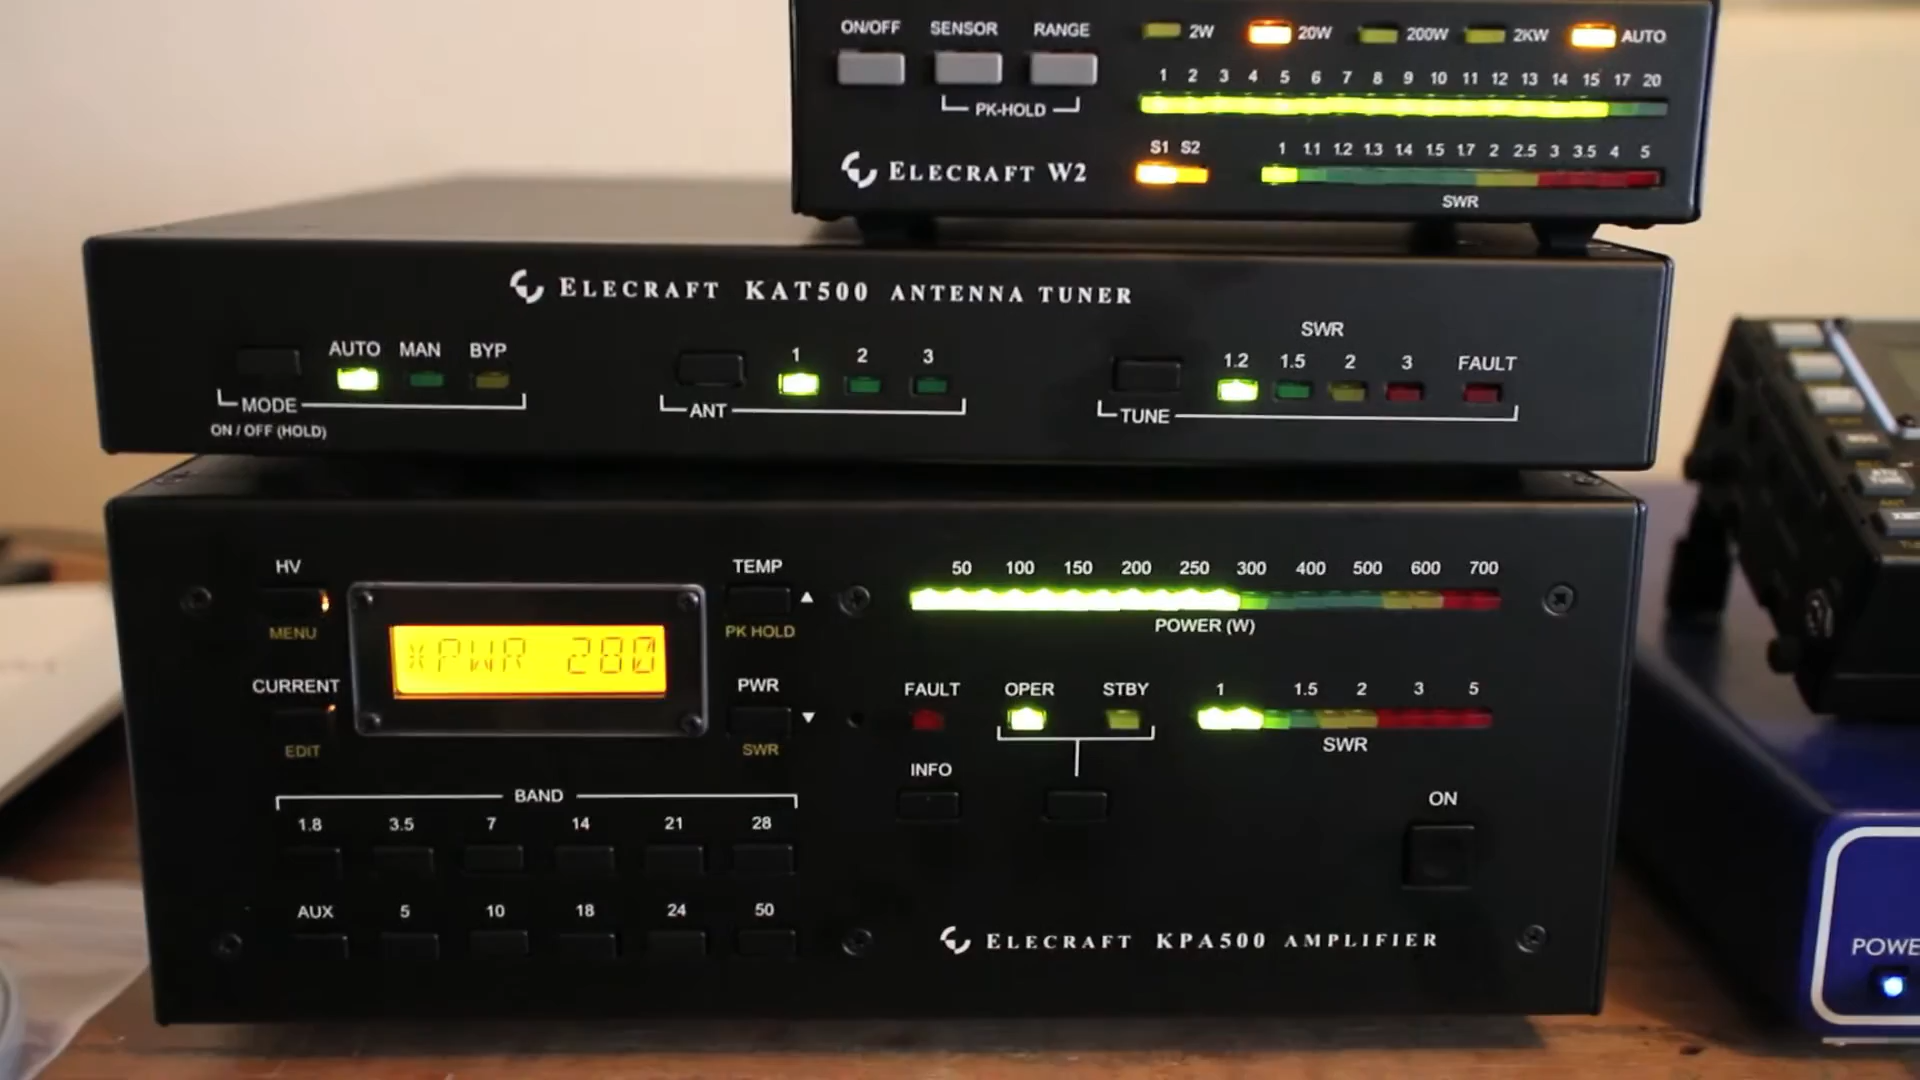 ON/OFF SENSOR RANGE
2W 20W 200W 2KW AUTO
1 2 3 4 5 6 7 8 9 10 11 12 13 14 15 17 20
PK-HOLD
S1 S2
1 1.1 1.2 1.3 1.4 1.5 1.7 2 2.5 3 3.5 4 5
ELECRAFT W2
SWR
ELECRAFT KAT500 ANTENNA TUNER
AUTO MAN BYP
MODE
ON / OFF (HOLD)
1 2 3
ANT
SWR
1.2 1.5 2 3 FAULT
TUNE
HV
MENU
CURRENT
EDIT
PWR 280
TEMP
PK HOLD
PWR
SWR
50 100 150 200 250 300 400 500 600 700
POWER (W)
FAULT OPER STBY
1 1.5 2 3 5
SWR
INFO
ON
BAND
1.8 3.5 7 14 21 28
AUX 5 10 18 24 50
ELECRAFT KPA500 AMPLIFIER
POWE